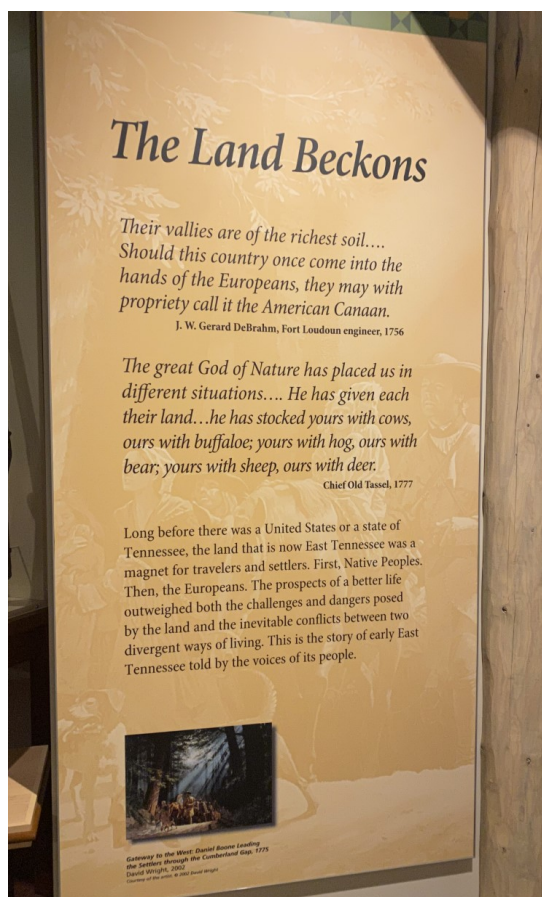 The Land Beckons
Their vallies are of the richest soil....
Should this country once come into the
hands of the Europeans, they may with
propriety call it the American Canaan.
J. W. Gerard DeBrahm, Fort Loudoun engineer, 1756
The great God of Nature has placed us in
different situations.... He has given each
their land...he has stocked yours with cows,
ours with buffaloe; yours with hog, ours with
bear; yours with sheep, ours with deer.
Chief Old Tassel, 1777
Long before there was a United States or a state of
Tennessee, the land that is now East Tennessee was a
magnet for travelers and settlers. First, Native Peoples.
Then, the Europeans. The prospects of a better life
outweighed both the challenges and dangers posed
by the land and the inevitable conflicts between two
divergent ways of living. This is the story of early East
Tennessee told by the voices of its people.
Gateway to the West: Daniel Boone Leading
the Settlers through the Cumberland Gap, 1775
David Wright, 2002
Courtesy of the artist. © 2002 David Wright